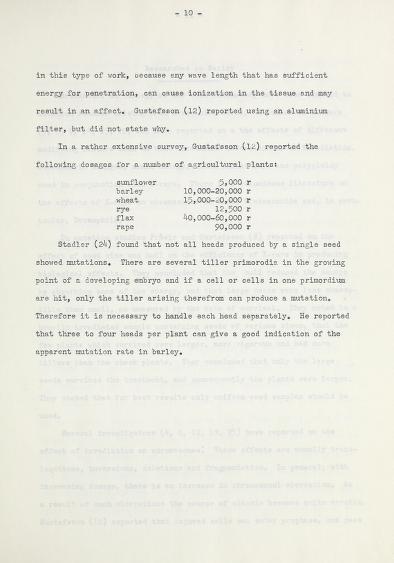 - 10 -
in this type of work, because any wave length that has sufficient
energy for penetration, can cause ionization in the tissue and may
result in an affect. Gustafsson (12) reported using an aluminium
filter, but did not state why.
In a rather extensive survey, Gustafsson (12) reported the
following dosages for a number of agricultural plants:
sunflower 5,000 r
barley 10,000-20,000 r
wheat 15,000-20,000 r
rye 12,500 r
flax 40,000-60,000 r
rape 90,000 r
Stadler (24) found that not all heads produced by a single seed
showed mutations. There are several tiller primorodia in the growing
point of a developing embryo and if a cell or cells in one primordium
are hit, only the tiller arising therefrom can produce a mutation.
Therefore it is necessary to handle each head separately. He reported
that three to four heads per plant can give a good indication of the
apparent mutation rate in barley.